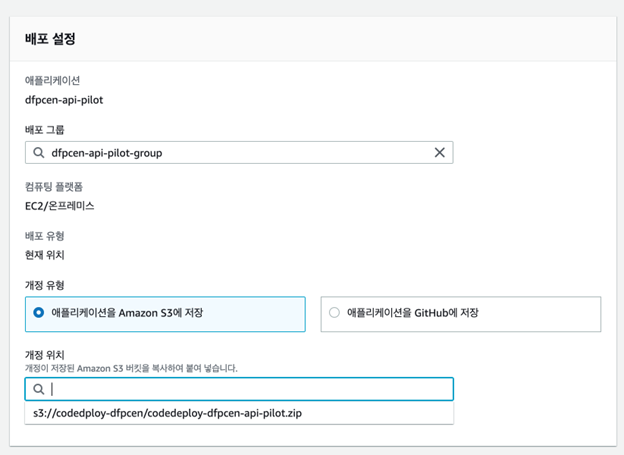 배포 설정
애플리케이션
dfpcen-api-pilot
배포 그룹
dfpcen-api-pilot-group
컴퓨팅 플랫폼
EC2/온프레미스
배포 유형
현재 위치
개정 유형
애플리케이션을 Amazon S3에 저장
애플리케이션을 GitHub에 저장
개정 위치
개정이 저장된 Amazon S3 버킷을 복사하여 붙여 넣습니다.
s3://codedploy-dfpcen/codedeploy-dfpcen-api-pilot.zip